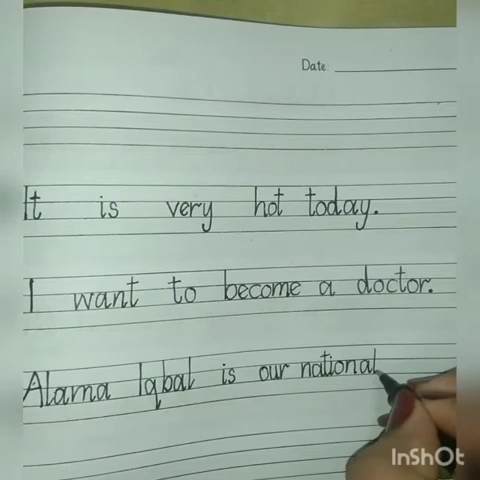 Date:
It is very hot today.
I want to become a doctor.
Alama Iqbal is our national
InShOt